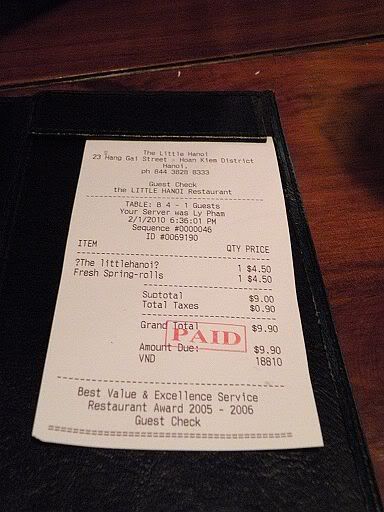 The Little Hanoi
23 Hang Gai Street - Hoan Kiem District
Hanoi,
ph 844 3828 8333
Guest Check
the LITTLE HANOI Restaurant
TABLE: B 4 - 1 Guests
Your Server was Ly Pham
2/1/2010 6:36:01 PM
Sequence #0000046
ID #0069190
ITEM QTY PRICE
?The littlehanoi? 1 $4.50
Fresh Spring-rolls 1 $4.50
Subtotal $9.00
Total Taxes $0.90
Grand Total $9.90
PAID
Amount Due: $9.90
VND 18810
Best Value & Excellence Service
Restaurant Award 2005 - 2006
Guest Check